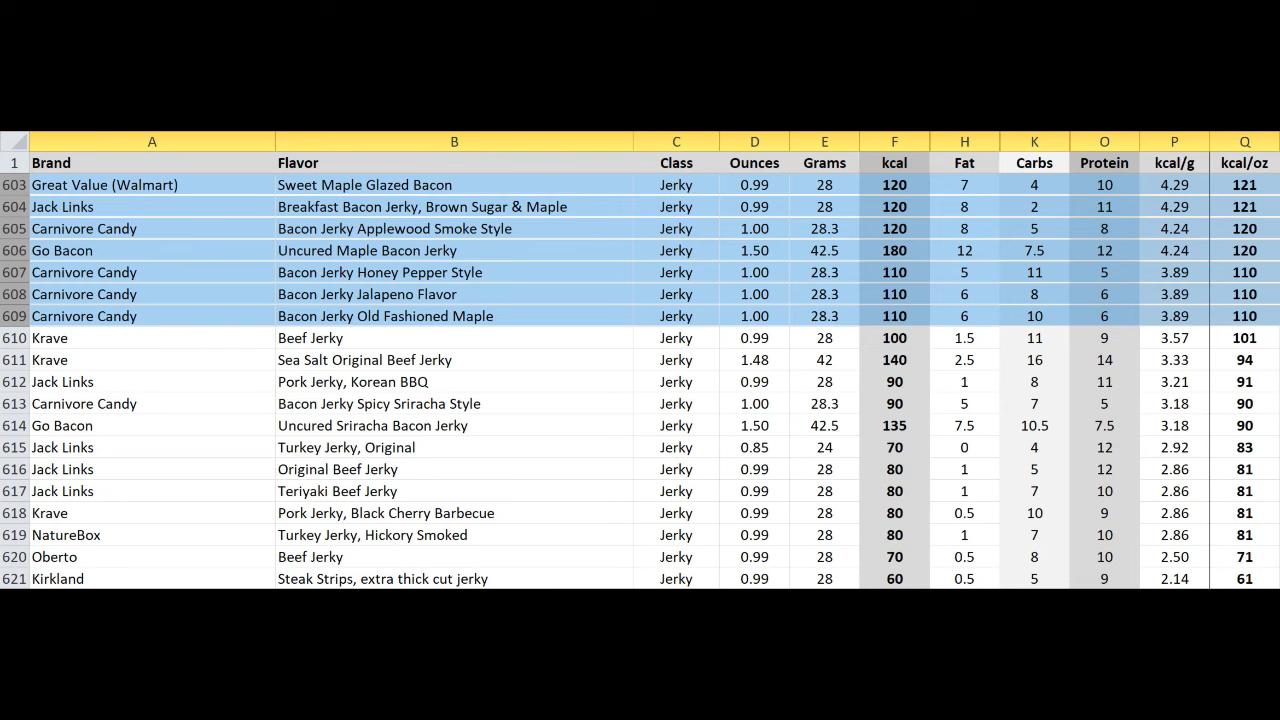 A B C D E F H K O P Q
1 Brand Flavor Class Ounces Grams kcal Fat Carbs Protein kcal/g kcal/oz
603 Great Value (Walmart) Sweet Maple Glazed Bacon Jerky 0.99 28 120 7 4 10 4.29 121
604 Jack Links Breakfast Bacon Jerky, Brown Sugar & Maple Jerky 0.99 28 120 8 2 11 4.29 121
605 Carnivore Candy Bacon Jerky Applewood Smoke Style Jerky 1.00 28.3 120 8 5 8 4.24 120
606 Go Bacon Uncured Maple Bacon Jerky Jerky 1.50 42.5 180 12 7.5 12 4.24 120
607 Carnivore Candy Bacon Jerky Honey Pepper Style Jerky 1.00 28.3 110 5 11 5 3.89 110
608 Carnivore Candy Bacon Jerky Jalapeno Flavor Jerky 1.00 28.3 110 6 8 6 3.89 110
609 Carnivore Candy Bacon Jerky Old Fashioned Maple Jerky 1.00 28.3 110 6 10 6 3.89 110
610 Krave Beef Jerky Jerky 0.99 28 100 1.5 11 9 3.57 101
611 Krave Sea Salt Original Beef Jerky Jerky 1.48 42 140 2.5 16 14 3.33 94
612 Jack Links Pork Jerky, Korean BBQ Jerky 0.99 28 90 1 8 11 3.21 91
613 Carnivore Candy Bacon Jerky Spicy Sriracha Style Jerky 1.00 28.3 90 5 7 5 3.18 90
614 Go Bacon Uncured Sriracha Bacon Jerky Jerky 1.50 42.5 135 7.5 10.5 7.5 3.18 90
615 Jack Links Turkey Jerky, Original Jerky 0.85 24 70 0 4 12 2.92 83
616 Jack Links Original Beef Jerky Jerky 0.99 28 80 1 5 12 2.86 81
617 Jack Links Teriyaki Beef Jerky Jerky 0.99 28 80 1 7 10 2.86 81
618 Krave Pork Jerky, Black Cherry Barbecue Jerky 0.99 28 80 0.5 10 9 2.86 81
619 NatureBox Turkey Jerky, Hickory Smoked Jerky 0.99 28 80 1 7 10 2.86 81
620 Oberto Beef Jerky Jerky 0.99 28 70 0.5 8 10 2.50 71
621 Kirkland Steak Strips, extra thick cut jerky Jerky 0.99 28 60 0.5 5 9 2.14 61